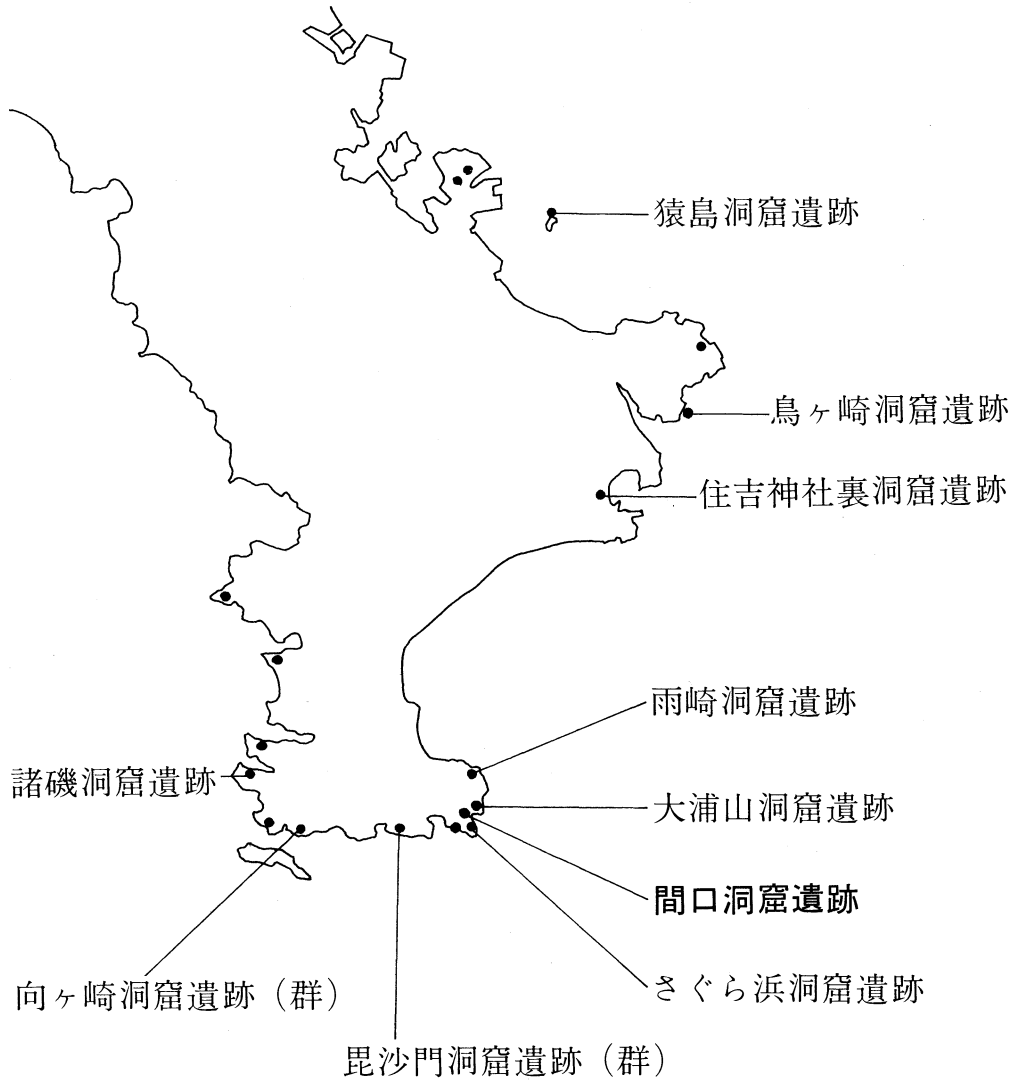 猿島洞窟遺跡
鳥ヶ崎洞窟遺跡
住吉神社裏洞窟遺跡
雨崎洞窟遺跡
諸磯洞窟遺跡
大浦山洞窟遺跡
間口洞窟遺跡
さぐら浜洞窟遺跡
向ヶ崎洞窟遺跡（群）
毘沙門洞窟遺跡（群）